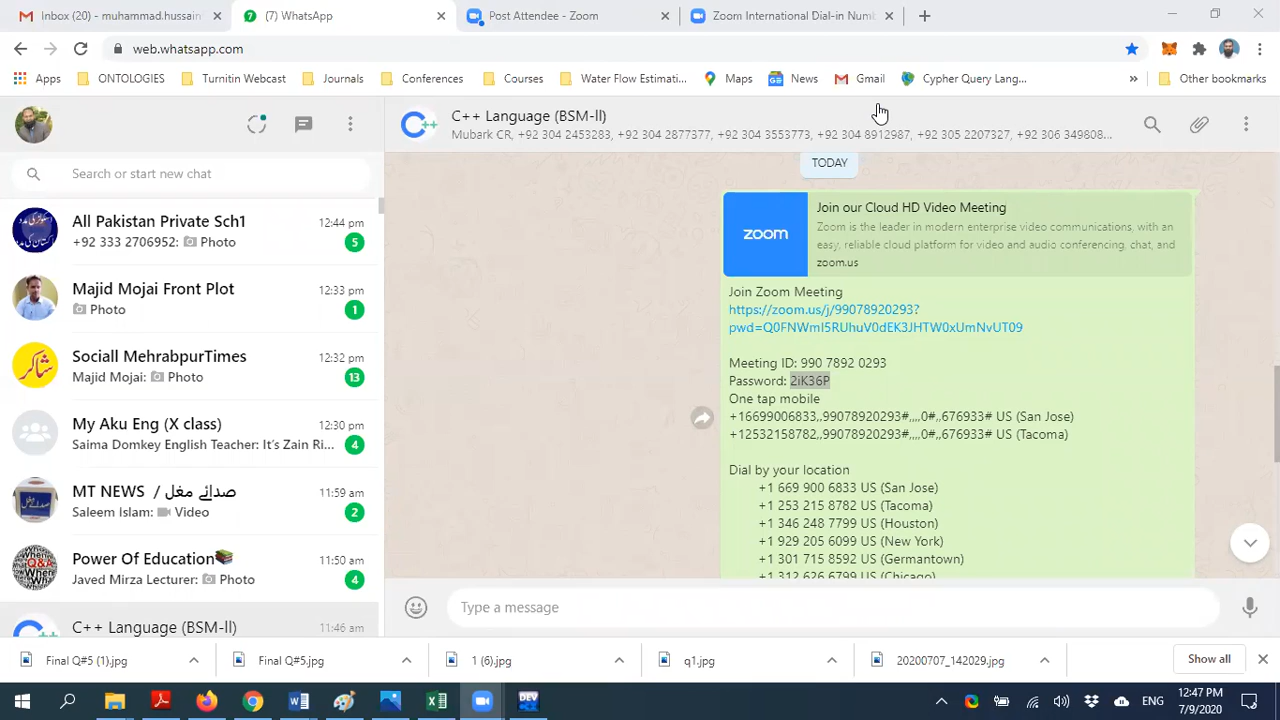 Inbox (20) - muhammad.hussain
(7) WhatsApp
Post Attendee - Zoom
Zoom International Dial-in Num
web.whatsapp.com
Apps
ONTOLOGIES
Turnitin Webcast
Journals
Conferences
Courses
Water Flow Estimati...
Maps
News
Gmail
Cypher Query Lang...
»
Other bookmarks
C++ Language (BSM-ll)
Mubark CR, +92 304 2453283, +92 304 2877377, +92 304 3553773, +92 304 8912987, +92 305 2207327, +92 306 349808...
Search or start new chat
All Pakistan Private Sch1
12:44 pm
+92 333 2706952: Photo
5
Majid Mojai Front Plot
12:33 pm
Photo
1
Sociall MehrabpurTimes
12:32 pm
Majid Mojai: Photo
13
My Aku Eng (X class)
12:30 pm
Saima Domkey English Teacher: It's Zain Ri...
4
MT NEWS / صدائے مغل
11:59 am
Saleem Islam: Video
2
Power Of Education
11:50 am
Javed Mirza Lecturer: Photo
4
C++ Language (BSM-ll)
11:46 am
TODAY
zoom
Join our Cloud HD Video Meeting
Zoom is the leader in modern enterprise video communications, with an
easy, reliable cloud platform for video and audio conferencing, chat, and
zoom.us
Join Zoom Meeting
https://zoom.us/j/99078920293?
pwd=Q0FNWmI5RUhuV0dEK3JHTW0xUmNvUT09
Meeting ID: 990 7892 0293
Password: 2iK36P
One tap mobile
+16699006833,,99078920293#,,,,0#,,676933# US (San Jose)
+12532158782,,99078920293#,,,,0#,,676933# US (Tacoma)
Dial by your location
+1 669 900 6833 US (San Jose)
+1 253 215 8782 US (Tacoma)
+1 346 248 7799 US (Houston)
+1 929 205 6099 US (New York)
+1 301 715 8592 US (Germantown)
+1 312 626 6799 US (Chicago)
Type a message
Final Q#5 (1).jpg
Final Q#5.jpg
1 (6).jpg
q1.jpg
20200707_142029.jpg
Show all
DEV
ENG
12:47 PM
7/9/2020